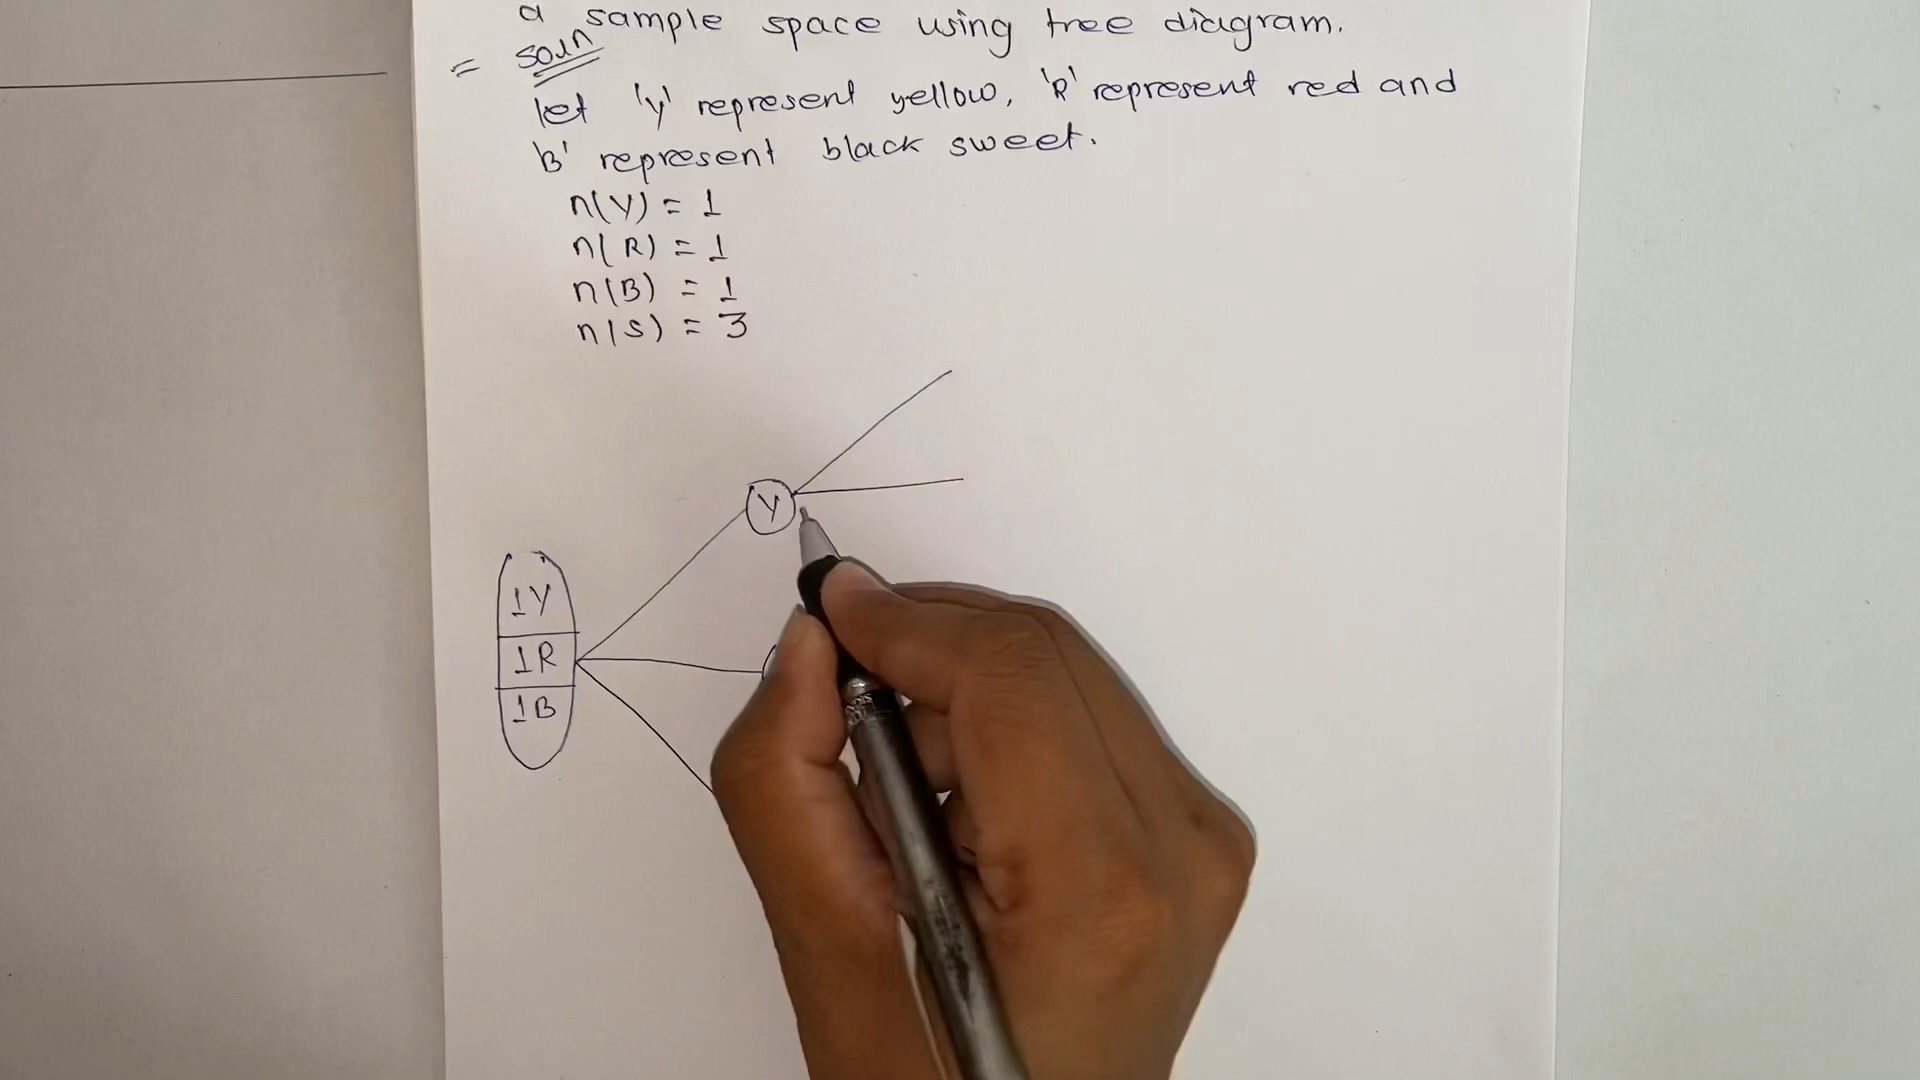 a sample space using tree diagram.
= soln
let 'y' represent yellow, 'R' represent red and
'B' represent black sweet.
n(Y) = 1
n(R) = 1
n(B) = 1
n(S) = 3
Y
1Y
1R
1B